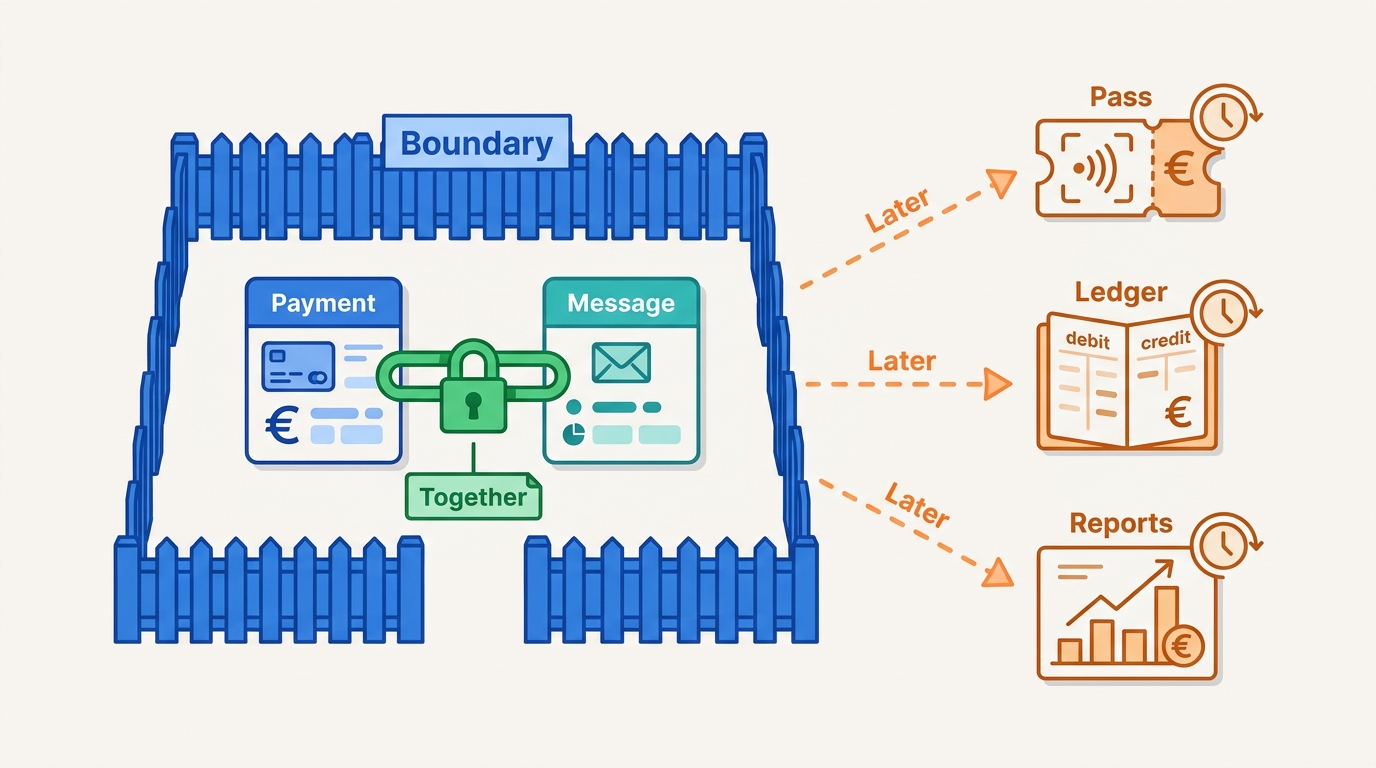 Boundary
Payment
€
Message
Together
Later
Later
Later
Pass
€
Ledger
debit
credit
€
Reports
€